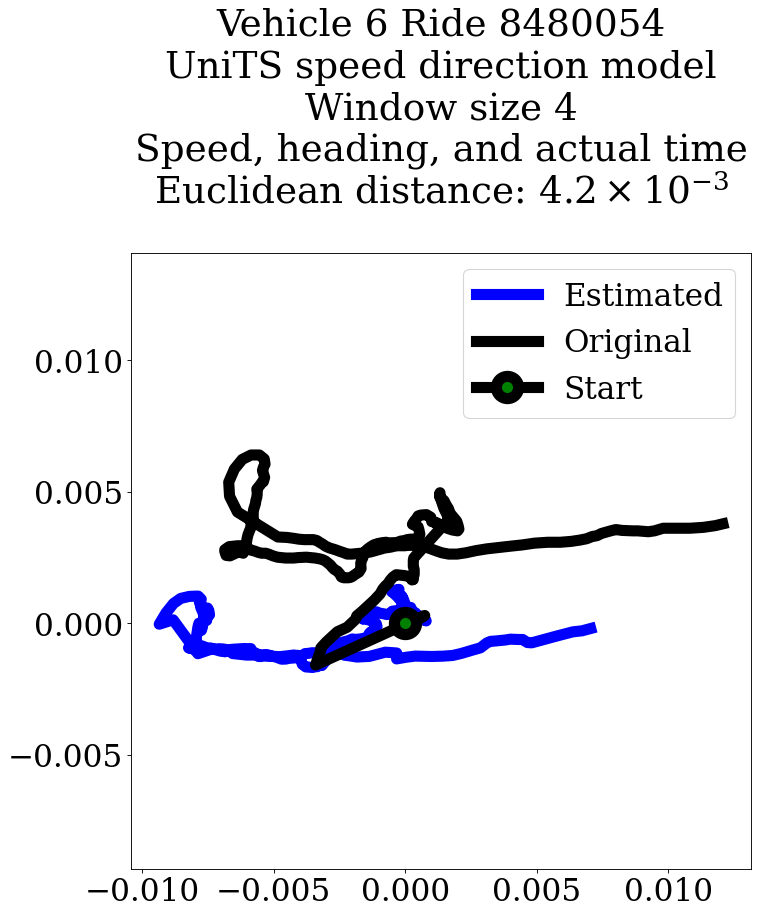 Vehicle 6 Ride 8480054
UniTS speed direction model
Window size 4
Speed, heading, and actual time
Euclidean distance: 4.2 × 10⁻³
Estimated
Original
Start
0.010
0.005
0.000
−0.005
−0.010 −0.005 0.000 0.005 0.010